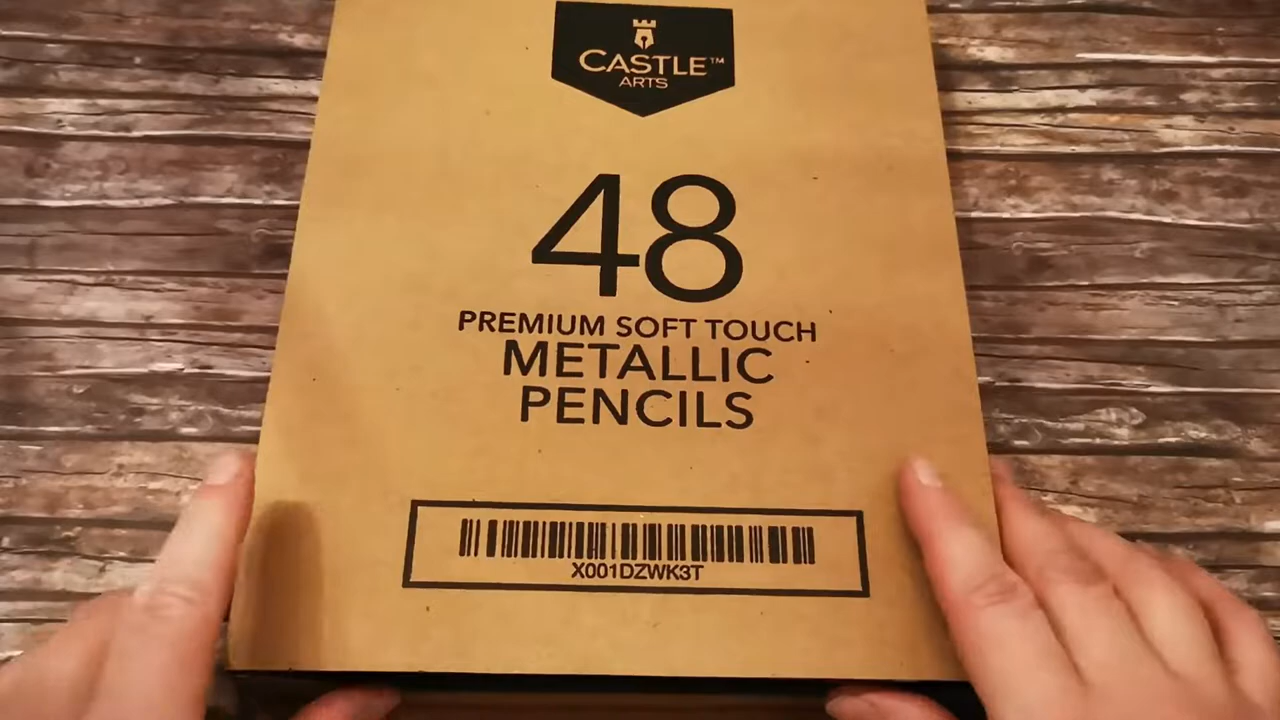 CASTLE™
ARTS
48
PREMIUM SOFT TOUCH
METALLIC
PENCILS
X001DZWK3T